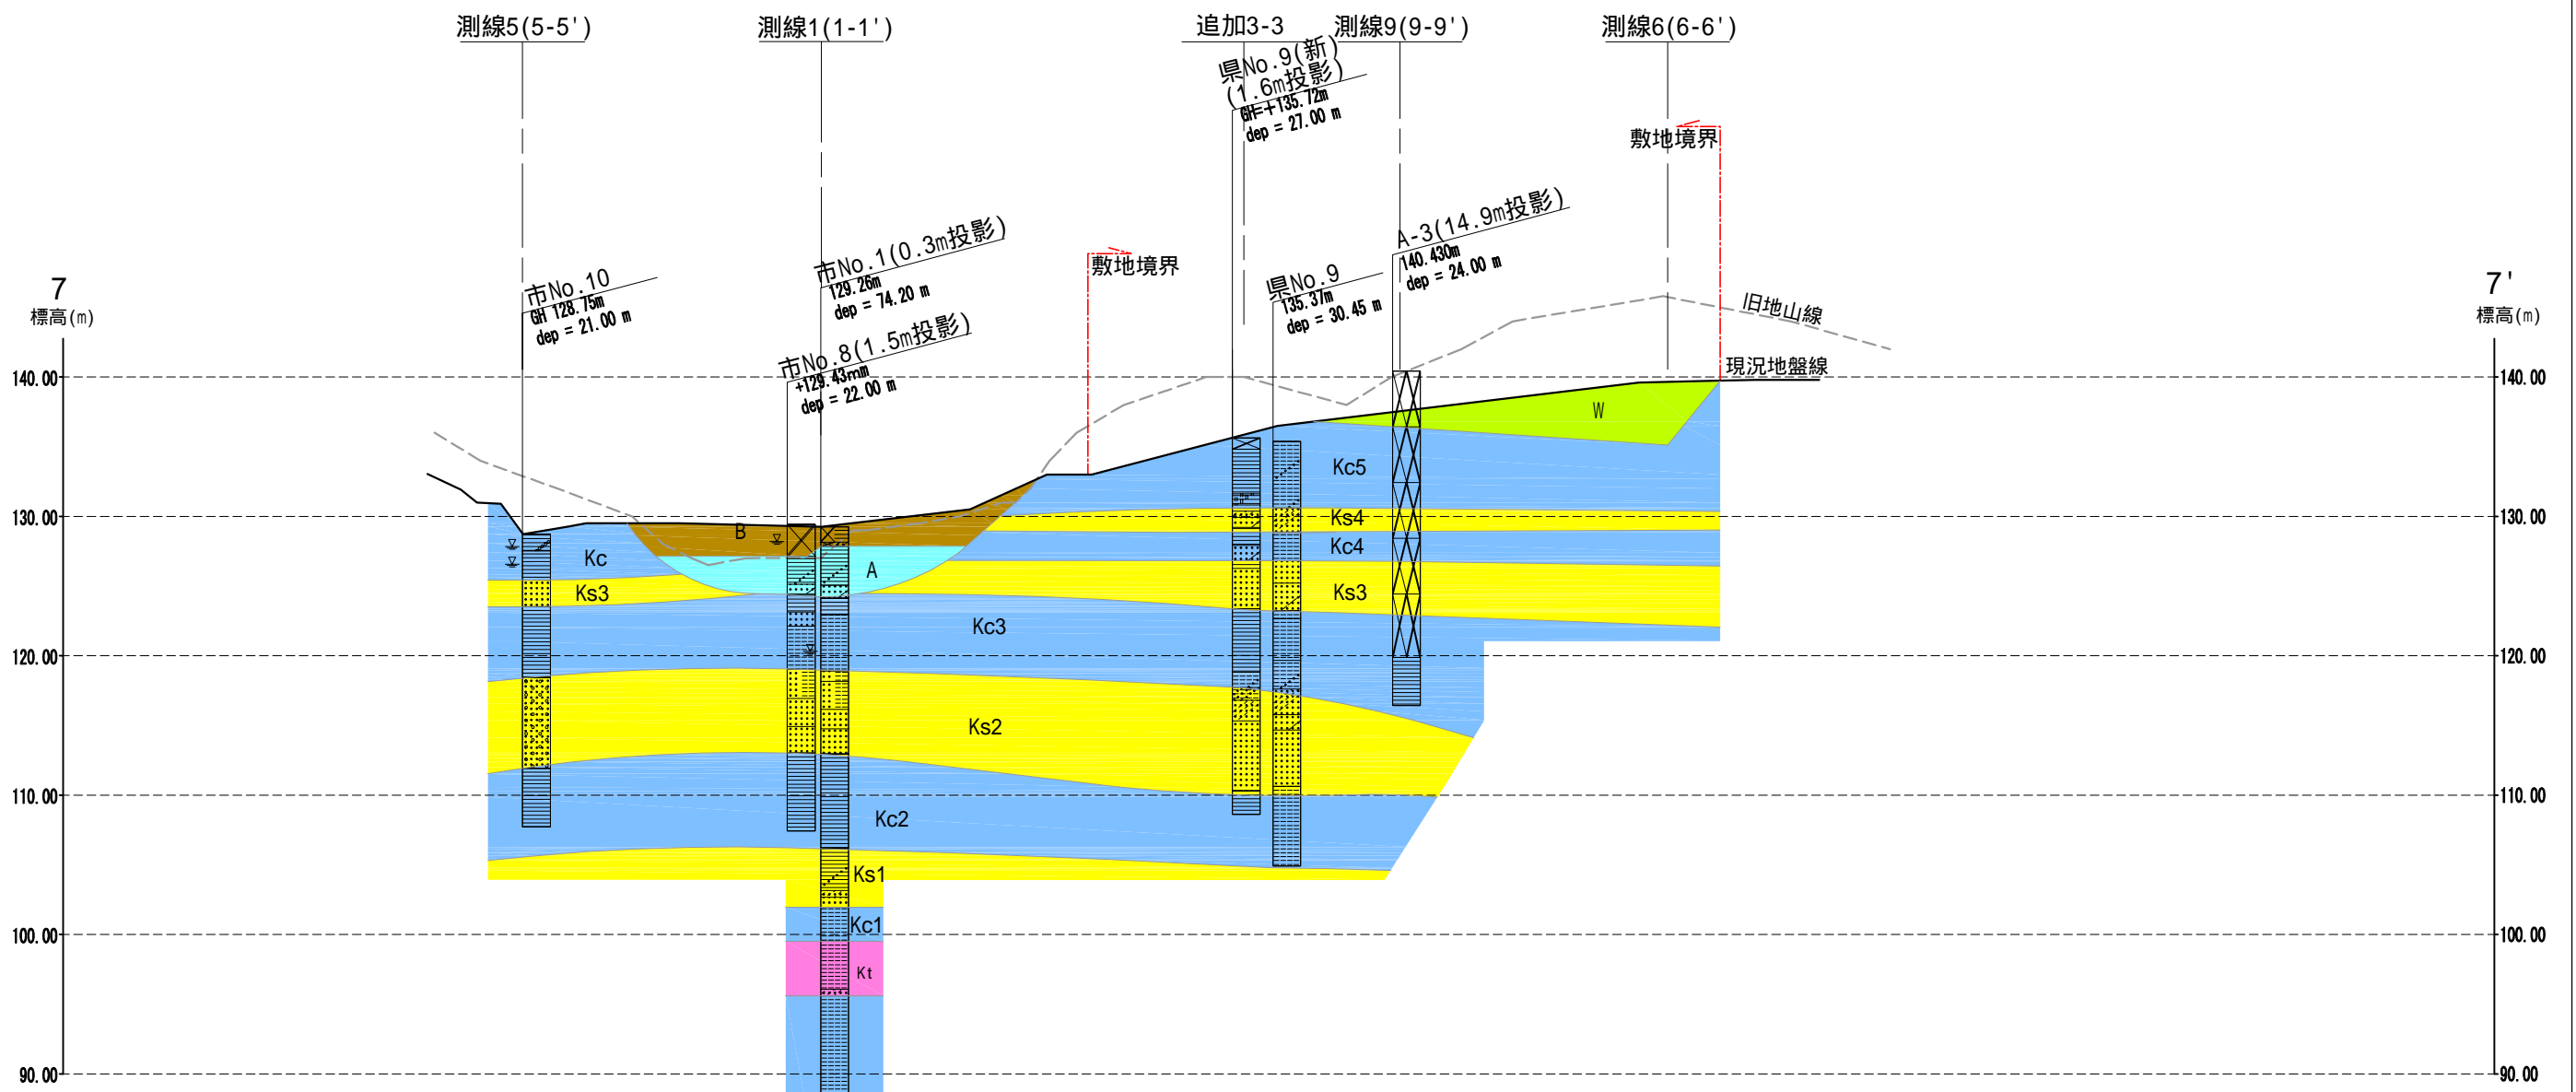 測線5(5-5')
測線1(1-1')
追加3-3
測線9(9-9')
測線6(6-6')
県No.9(新)
(1.6m投影)
GH=+135.72m
dep = 27.00 m
敷地境界
A-3(14.9m投影)
140.430m
dep = 24.00 m
市No.1(0.3m投影)
129.26m
dep = 74.20 m
敷地境界
県No.9
135.37m
dep = 30.45 m
市No.10
GH 128.75m
dep = 21.00 m
市No.8(1.5m投影)
+129.43mm
dep = 22.00 m
7
標高(m)
7'
標高(m)
旧地山線
現況地盤線
140.00
140.00
W
Kc5
130.00
130.00
B
Ks4
Kc4
Kc
A
Ks3
Ks3
Kc3
120.00
120.00
Ks2
110.00
110.00
Kc2
Ks1
Kc1
100.00
100.00
Kt
90.00
90.00